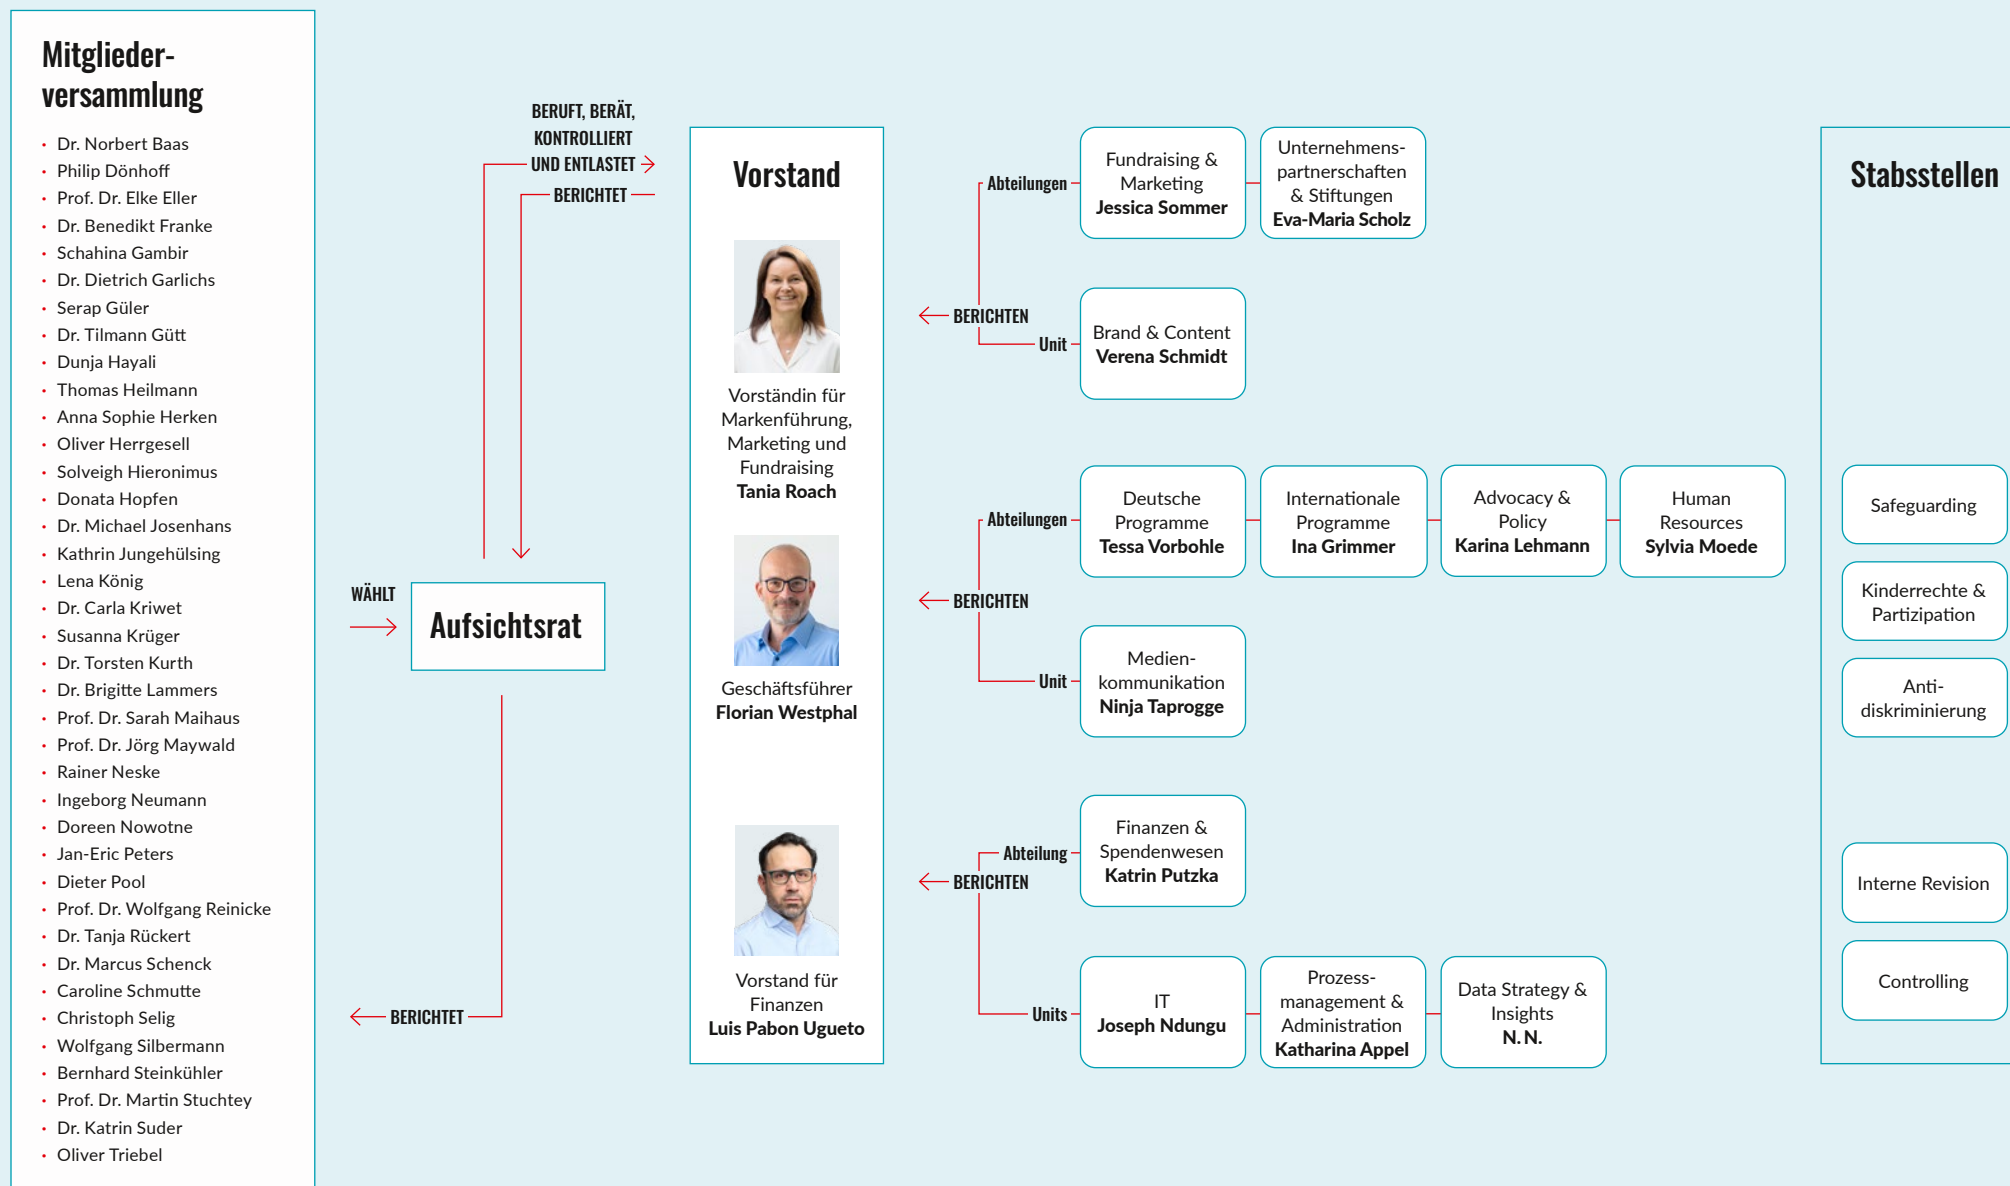 Mitglieder-
versammlung
• Dr. Norbert Baas
• Philip Dönhoff
• Prof. Dr. Elke Eller
• Dr. Benedikt Franke
• Schahina Gambir
• Dr. Dietrich Garlichs
• Serap Güler
• Dr. Tilmann Gütt
• Dunja Hayali
• Thomas Heilmann
• Anna Sophie Herken
• Oliver Herrgesell
• Solveigh Hieronimus
• Donata Hopfen
• Dr. Michael Josenhans
• Kathrin Jungehülsing
• Lena König
• Dr. Carla Kriwet
• Susanna Krüger
• Dr. Torsten Kurth
• Dr. Brigitte Lammers
• Prof. Dr. Sarah Maihaus
• Prof. Dr. Jörg Maywald
• Rainer Neske
• Ingeborg Neumann
• Doreen Nowotne
• Jan-Eric Peters
• Dieter Pool
• Prof. Dr. Wolfgang Reinicke
• Dr. Tanja Rückert
• Dr. Marcus Schenck
• Caroline Schmutte
• Christoph Selig
• Wolfgang Silbermann
• Bernhard Steinkühler
• Prof. Dr. Martin Stuchtey
• Dr. Katrin Suder
• Oliver Triebel
WÄHLT
Aufsichtsrat
BERICHTET
BERUFT, BERÄT,
KONTROLLIERT
UND ENTLASTET
BERICHTET
Vorstand
Vorständin für
Markenführung,
Marketing und
Fundraising
Tania Roach
Geschäftsführer
Florian Westphal
Vorstand für
Finanzen
Luis Pabon Ugueto
BERICHTEN
Abteilungen
Fundraising &
Marketing
Jessica Sommer
Unternehmens-
partnerschaften
& Stiftungen
Eva-Maria Scholz
Unit
Brand & Content
Verena Schmidt
BERICHTEN
Abteilungen
Deutsche
Programme
Tessa Vorbohle
Internationale
Programme
Ina Grimmer
Advocacy &
Policy
Karina Lehmann
Human
Resources
Sylvia Moede
Unit
Medien-
kommunikation
Ninja Taprogge
BERICHTEN
Abteilung
Finanzen &
Spendenwesen
Katrin Putzka
Units
IT
Joseph Ndungu
Prozess-
management &
Administration
Katharina Appel
Data Strategy &
Insights
N. N.
Stabsstellen
Safeguarding
Kinderrechte &
Partizipation
Anti-
diskriminierung
Interne Revision
Controlling